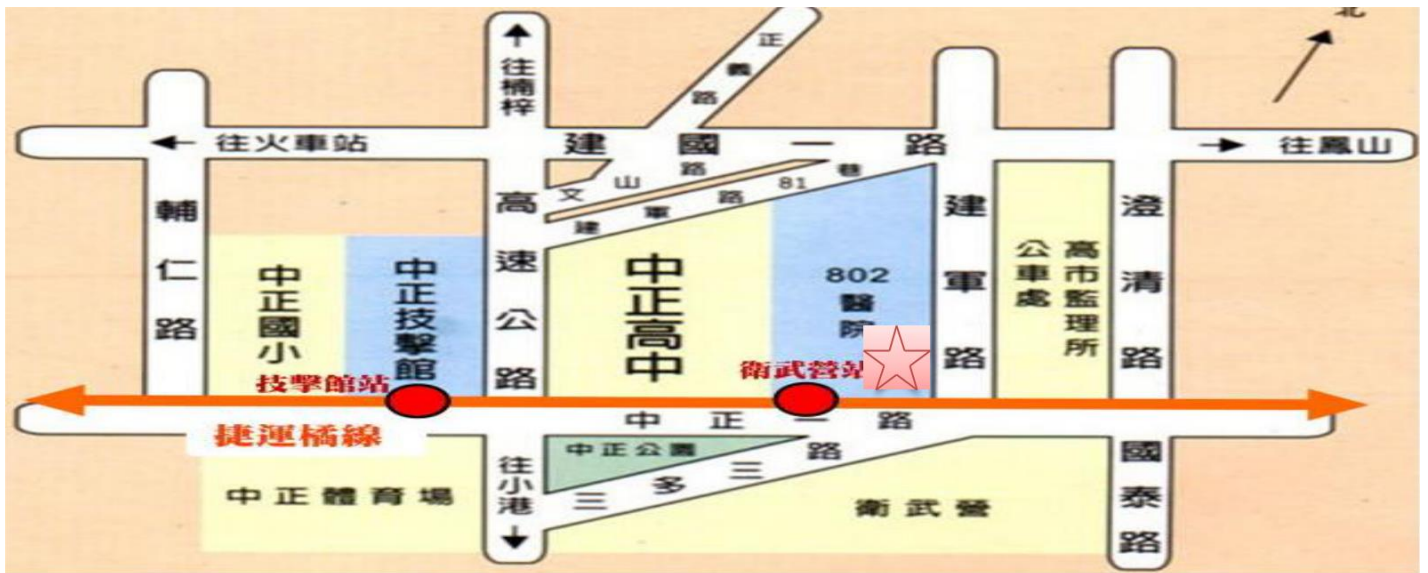 北
正義路
往楠梓
往火車站
建國一路
往鳳山
文山路
建軍路81巷
輔仁路
高速公路
建軍路
澄清路
中正國小
中正技擊館
中正高中
802
醫院
公車處
高市監理所
技擊館站
衛武營站
中正一路
捷運橘線
中正公園
三多三路
往小港
中正體育場
衛武營
國泰路